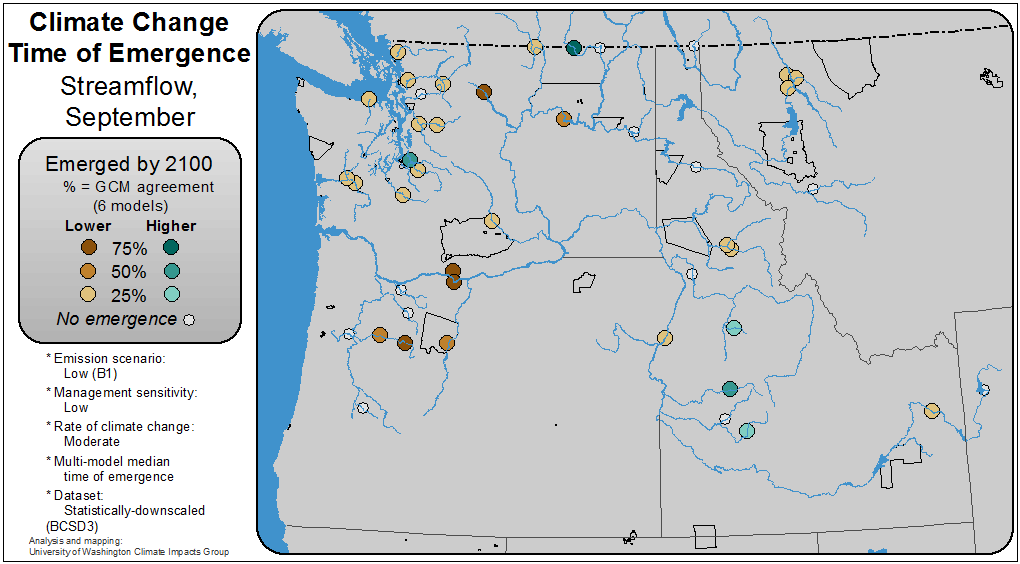 Climate Change
Time of Emergence
Streamflow,
September
Emerged by 2100
% = GCM agreement
(6 models)
Lower Higher
75%
50%
25%
No emergence
* Emission scenario:
Low (B1)
* Management sensitivity:
Low
* Rate of climate change:
Moderate
* Multi-model median
time of emergence
* Dataset:
Statistically-downscaled
(BCSD3)
Analysis and mapping:
University of Washington Climate Impacts Group